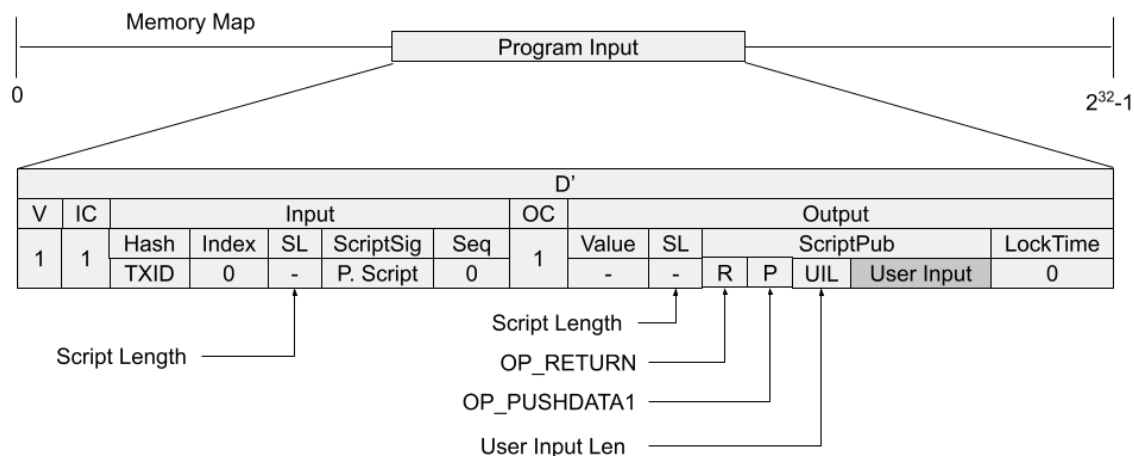 Memory Map
Program Input
0
2^32-1
D'
V IC Input OC Output
1 1 Hash Index SL ScriptSig Seq 1 Value SL ScriptPub LockTime
TXID 0 - P. Script 0 - - R P UIL User Input 0
Script Length
Script Length
OP_RETURN
OP_PUSHDATA1
User Input Len